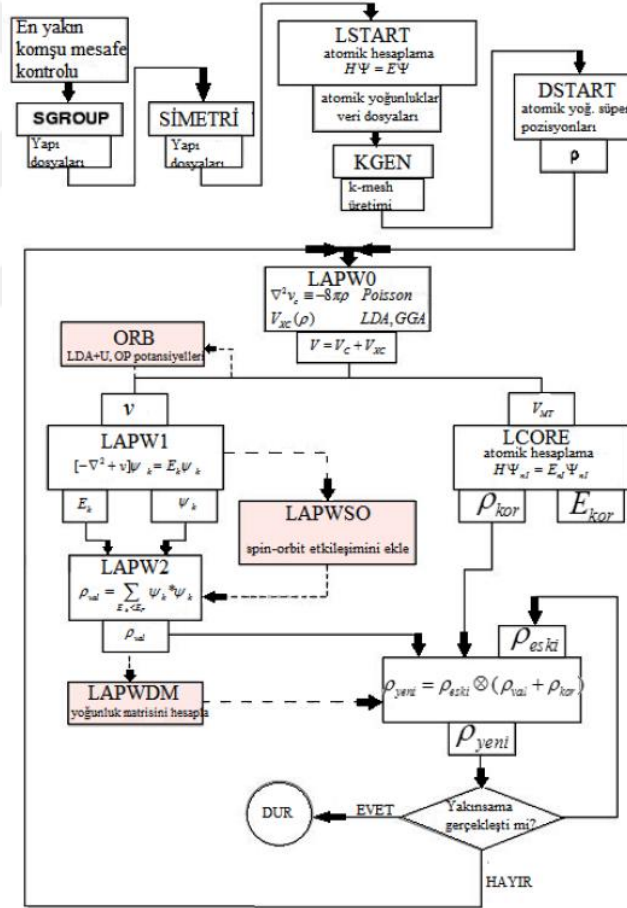 En yakın
komşu mesafe
kontrolu
SGROUP
Yapı
dosyaları
SİMETRİ
Yapı
dosyaları
LSTART
atomik hesaplama
HΨ = EΨ
atomik yoğunluklar
veri dosyaları
KGEN
k-mesh
üretimi
DSTART
atomik yoğ. süper
pozisyonları
ρ
LAPW0
∇²v_c = −8πρ Poisson
V_XC(ρ) LDA,GGA
V = V_C + V_XC
ORB
LDA+U, OP potansiyelleri
v
LAPW1
[−∇² + v]ψ_k = E_kψ_k
E_k
ψ_k
V_MT
LCORE
atomik hesaplama
HΨ_nl = E_nlΨ_nl
ρ_kor
E_kor
LAPWSO
spin-orbit etkileşimini ekle
LAPW2
ρ_val = Σ ψ_k*ψ_k
E_k<E_F
ρ_val
LAPWDM
yoğunluk matrisini hesapla
ρ_eski
ρ_yeni = ρ_eski ⊗ (ρ_val + ρ_kor)
ρ_yeni
Yakınsama
gerçekleşti mi?
EVET
DUR
HAYIR